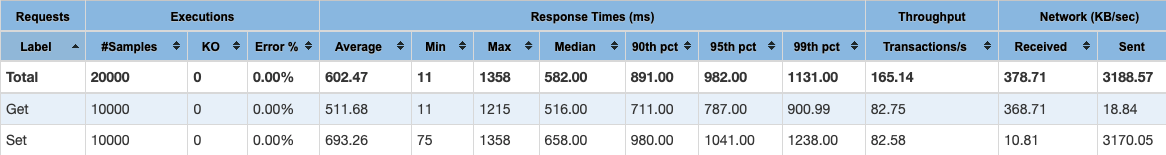 Requests Executions Response Times (ms) Throughput Network (KB/sec)
Label #Samples KO Error % Average Min Max Median 90th pct 95th pct 99th pct Transactions/s Received Sent
Total 20000 0 0.00% 602.47 11 1358 582.00 891.00 982.00 1131.00 165.14 378.71 3188.57
Get 10000 0 0.00% 511.68 11 1215 516.00 711.00 787.00 900.99 82.75 368.71 18.84
Set 10000 0 0.00% 693.26 75 1358 658.00 980.00 1041.00 1238.00 82.58 10.81 3170.05